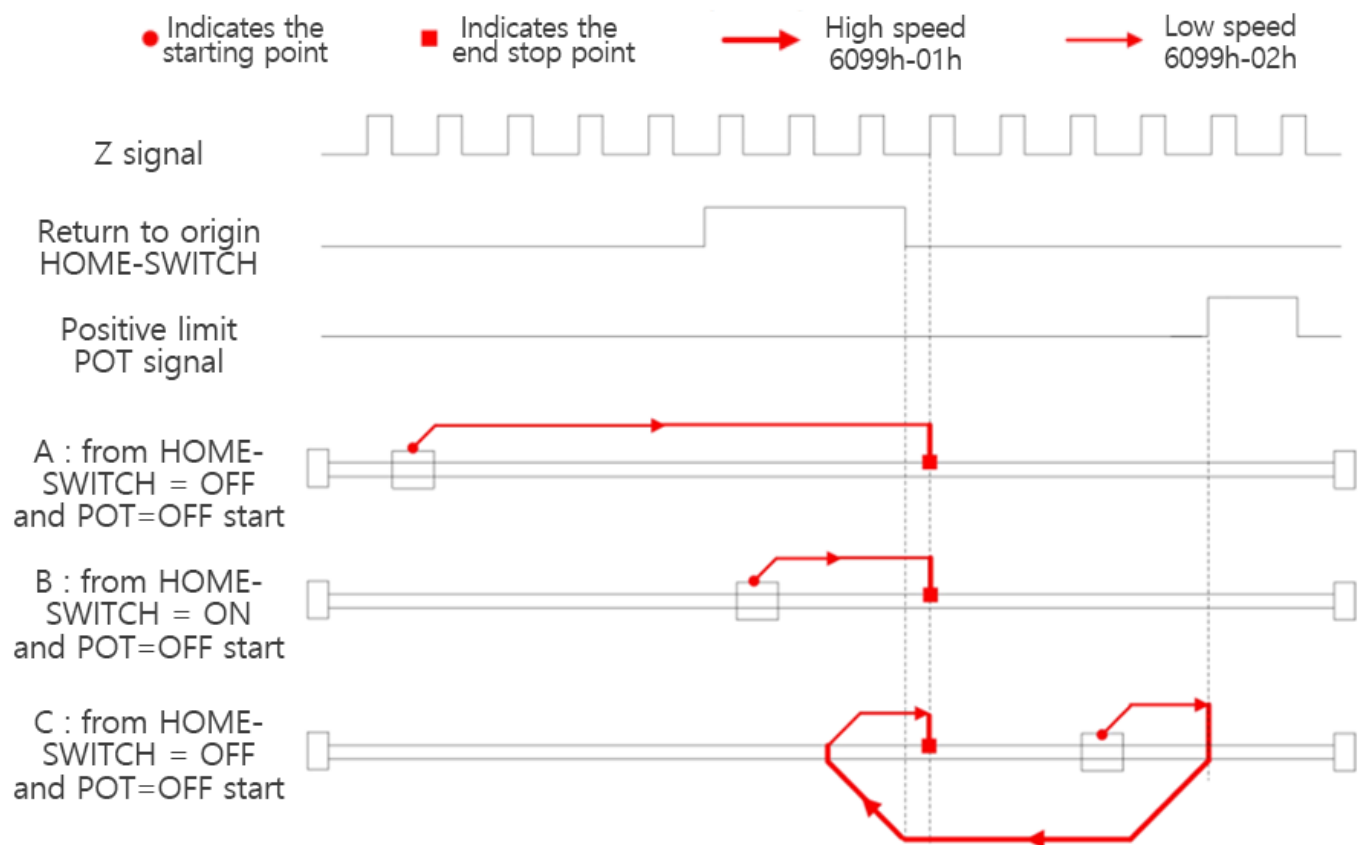 Indicates the
starting point
Indicates the
end stop point
High speed
6099h-01h
Low speed
6099h-02h
Z signal
Return to origin
HOME-SWITCH
Positive limit
POT signal
A : from HOME-
SWITCH = OFF
and POT=OFF start
B : from HOME-
SWITCH = ON
and POT=OFF start
C : from HOME-
SWITCH = OFF
and POT=OFF start